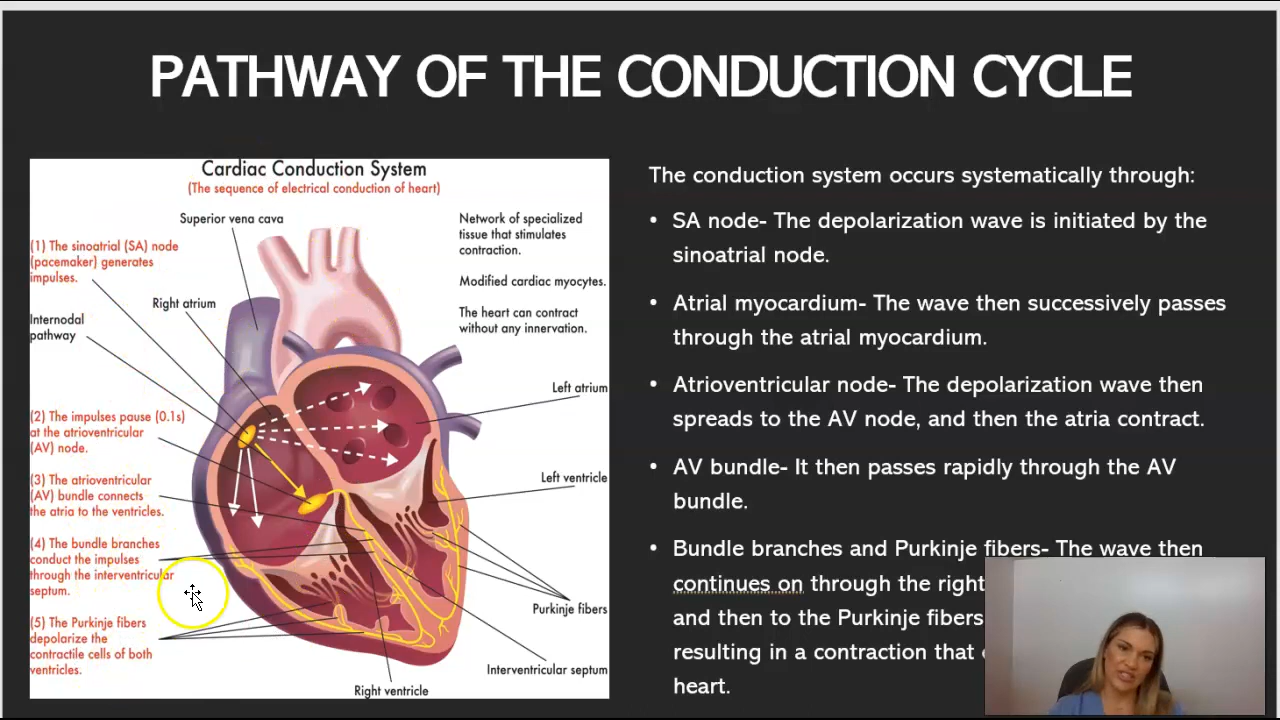 PATHWAY OF THE CONDUCTION CYCLE
Cardiac Conduction System
(The sequence of electrical conduction of heart)
Superior vena cava
(1) The sinoatrial (SA) node
(pacemaker) generates
impulses.
Right atrium
Internodal
pathway
(2) The impulses pause (0.1s)
at the atrioventricular
(AV) node.
(3) The atrioventricular
(AV) bundle connects
the atria to the ventricles.
(4) The bundle branches
conduct the impulses
through the interventricular
septum.
(5) The Purkinje fibers
depolarize the
contractile cells of both
ventricles.
Network of specialized
tissue that stimulates
contraction.
Modified cardiac myocytes.
The heart can contract
without any innervation.
Left atrium
Left ventricle
Purkinje fibers
Interventricular septum
Right ventricle
The conduction system occurs systematically through:
• SA node- The depolarization wave is initiated by the
sinoatrial node.
• Atrial myocardium- The wave then successively passes
through the atrial myocardium.
• Atrioventricular node- The depolarization wave then
spreads to the AV node, and then the atria contract.
• AV bundle- It then passes rapidly through the AV
bundle.
• Bundle branches and Purkinje fibers- The wave then
continues on through the right
and then to the Purkinje fibers
resulting in a contraction that
heart.